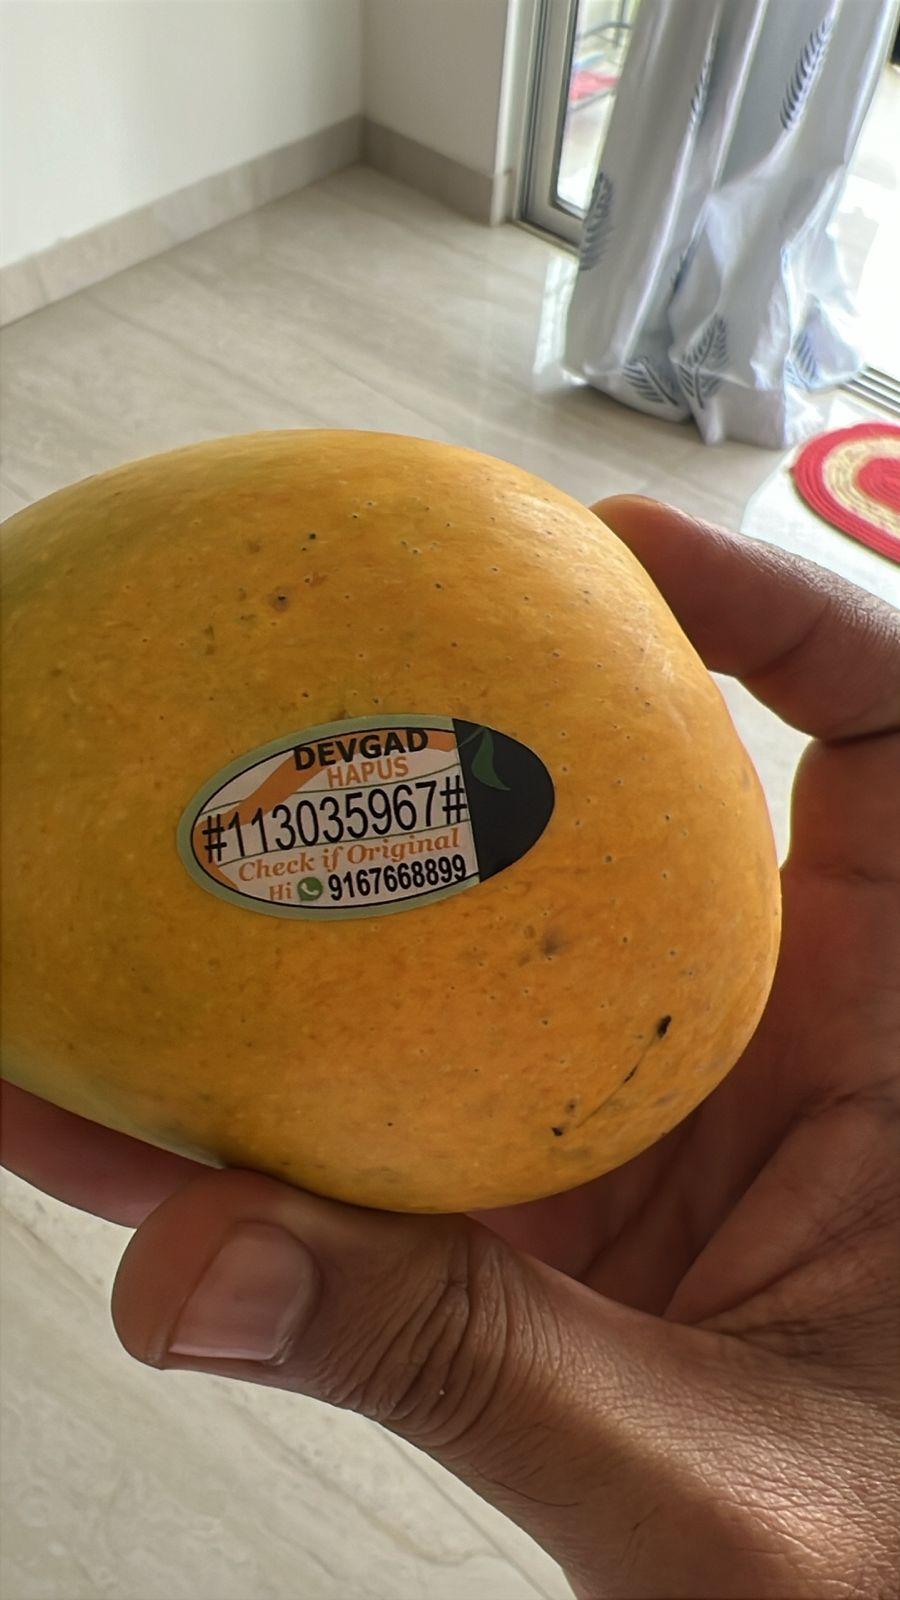 DEVGAD
HAPUS
#113035967#
Check if Original
Hi 9167668899